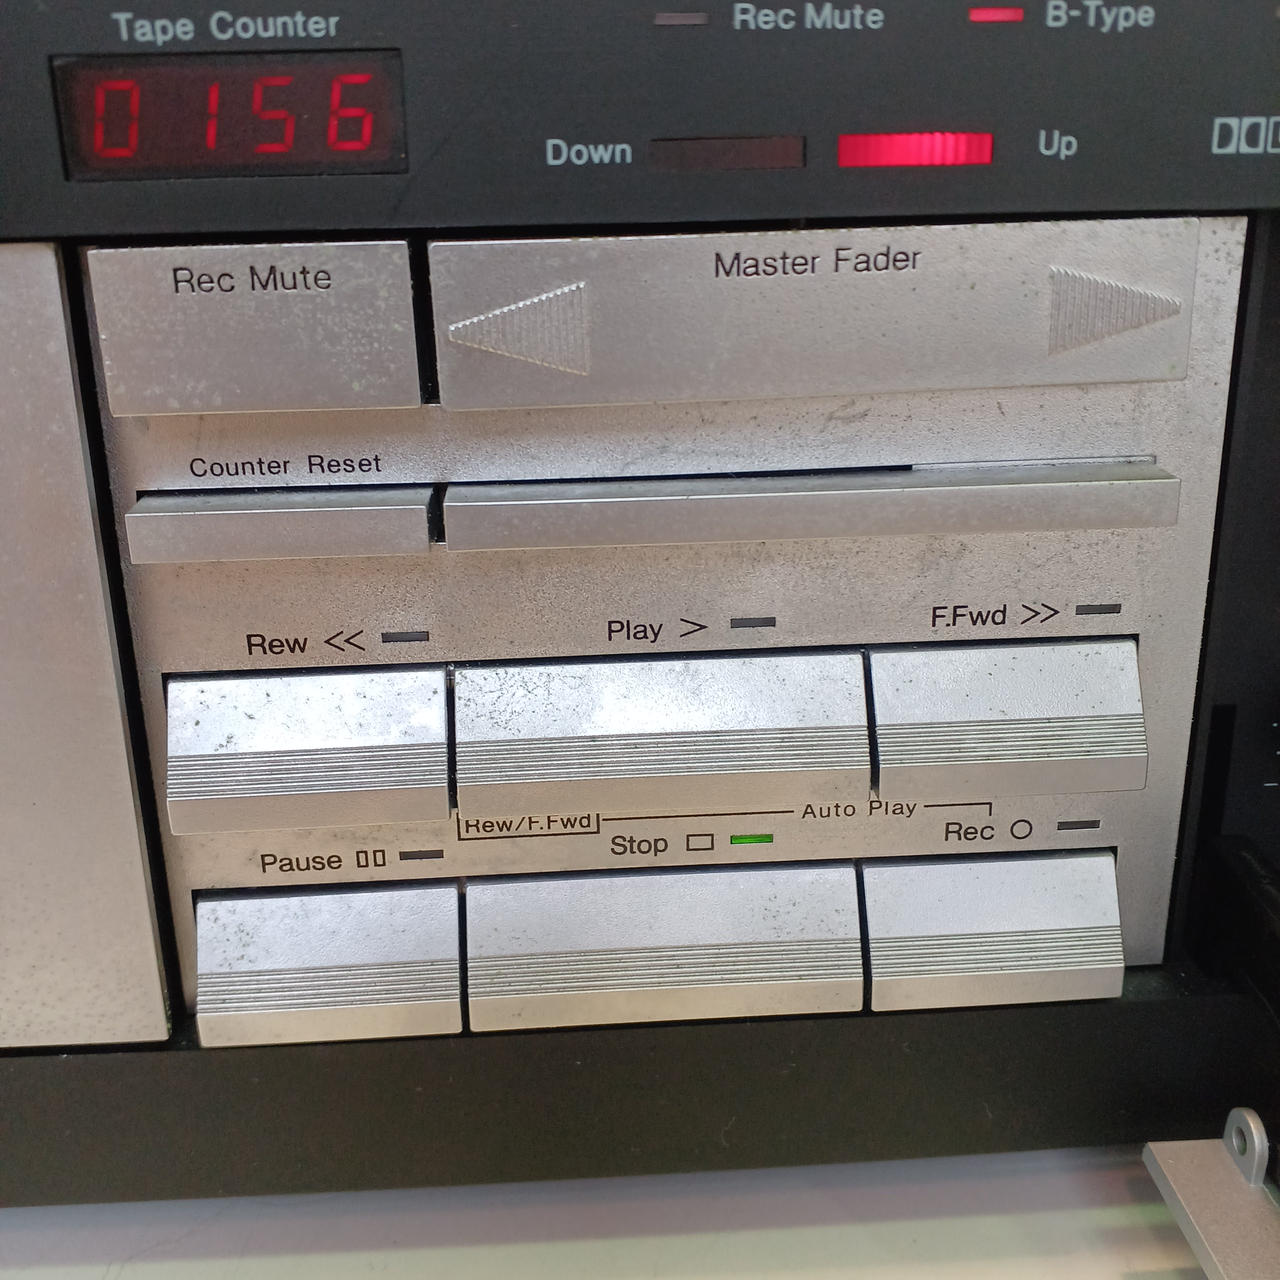 Tape Counter
Rec Mute
B-Type
0156
Down
Up
Rec Mute
Master Fader
Counter Reset
Rew <<
Play >
F.Fwd >>
Rew/F.Fwd
Auto Play
Pause
Stop
Rec